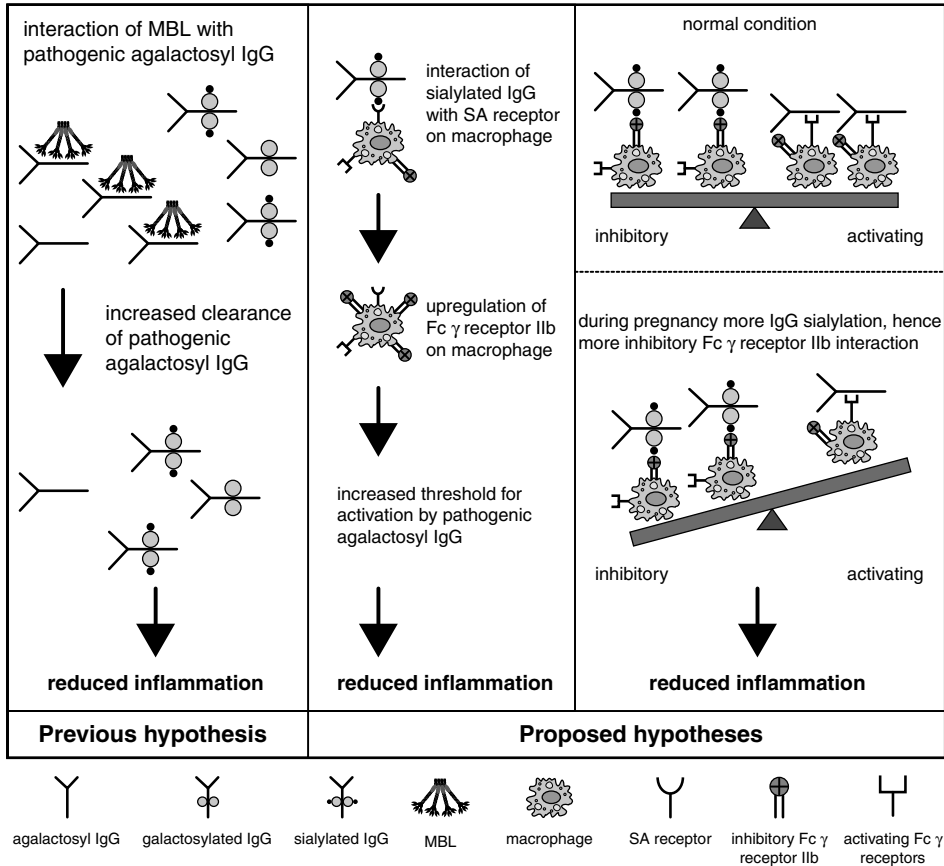 interaction of MBL with
pathogenic agalactosyl IgG
increased clearance
of pathogenic
agalactosyl IgG
reduced inflammation
Previous hypothesis
interaction of
sialylated IgG
with SA receptor
on macrophage
upregulation of
Fc γ receptor IIb
on macrophage
increased threshold for
activation by pathogenic
agalactosyl IgG
reduced inflammation
normal condition
inhibitory
activating
during pregnancy more IgG sialylation, hence
more inhibitory Fc γ receptor IIb interaction
inhibitory
activating
reduced inflammation
Proposed hypotheses
agalactosyl IgG
galactosylated IgG
sialylated IgG
MBL
macrophage
SA receptor
inhibitory Fc γ
receptor IIb
activating Fc γ
receptors